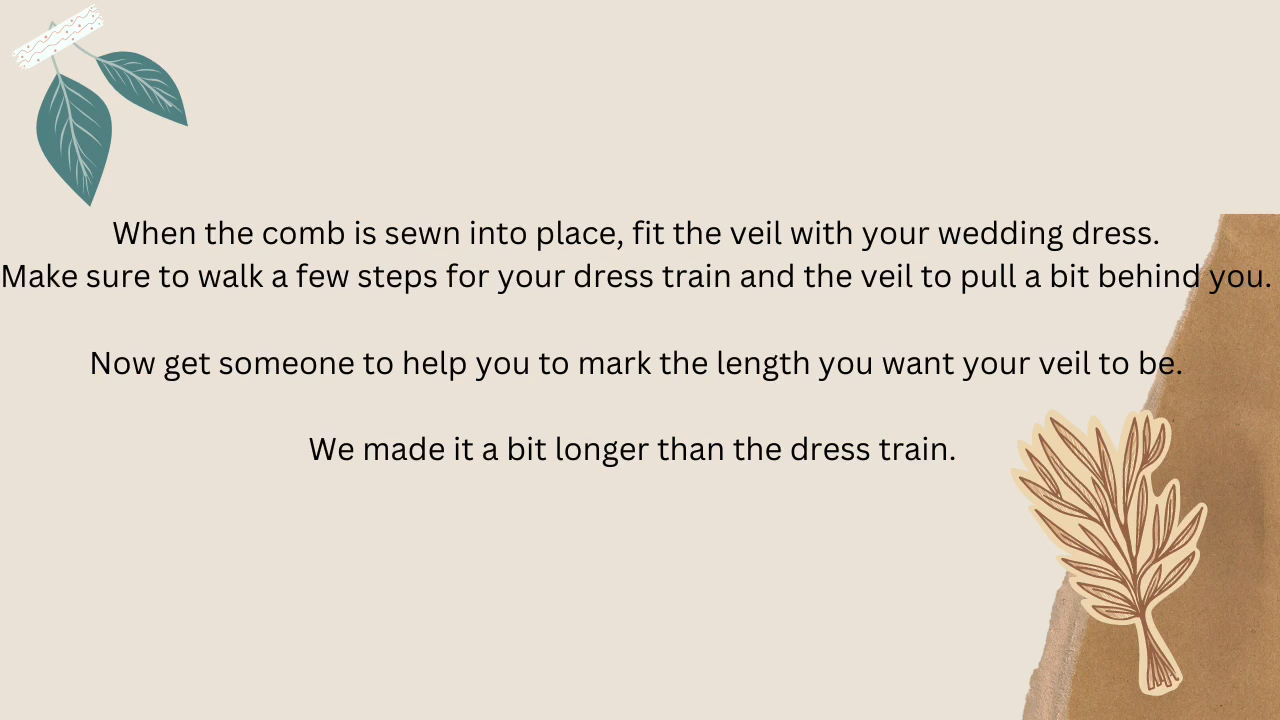 When the comb is sewn into place, fit the veil with your wedding dress.
Make sure to walk a few steps for your dress train and the veil to pull a bit behind you.
Now get someone to help you to mark the length you want your veil to be.
We made it a bit longer than the dress train.